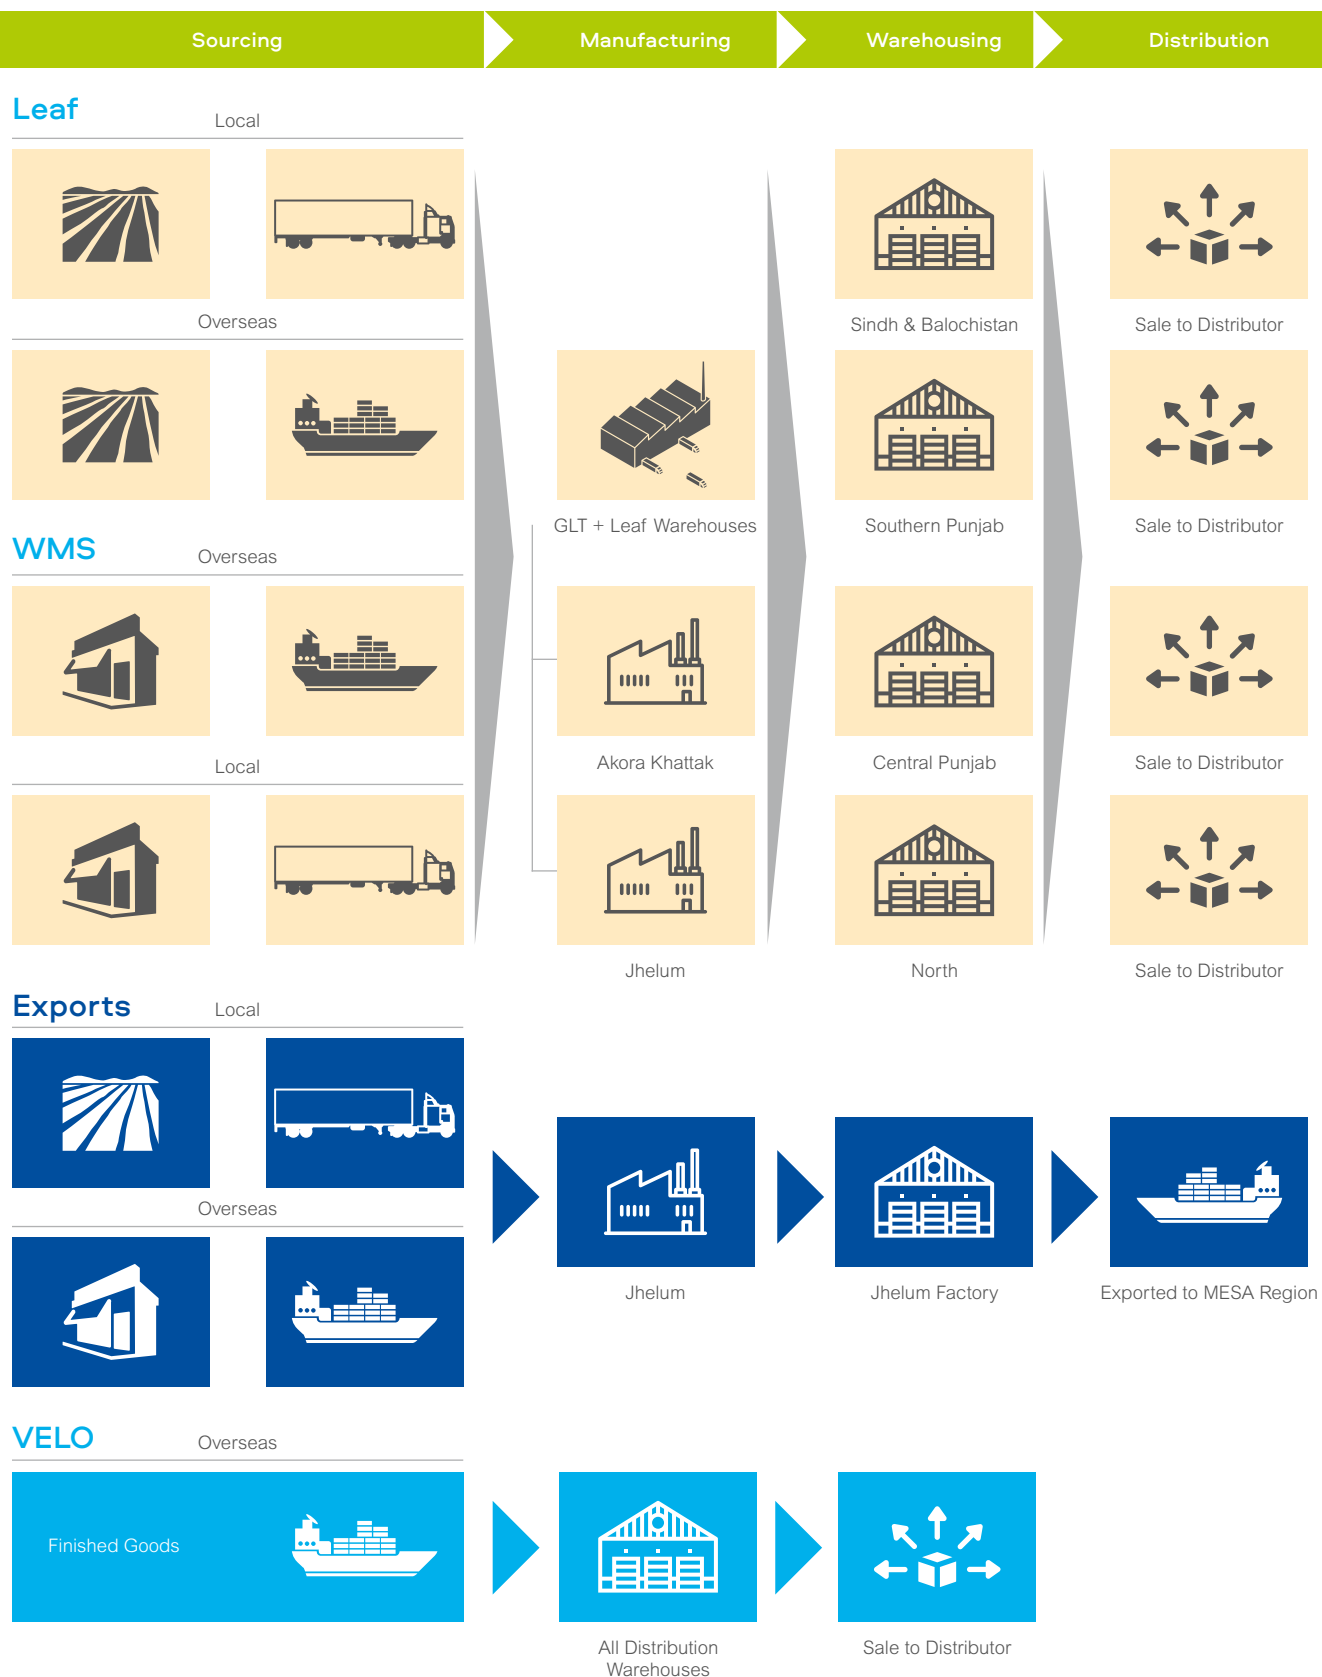 Sourcing
Manufacturing
Warehousing
Distribution
Leaf
Local
Overseas
Sindh & Balochistan
Sale to Distributor
GLT + Leaf Warehouses
Southern Punjab
Sale to Distributor
WMS
Overseas
Akora Khattak
Central Punjab
Sale to Distributor
Local
Jhelum
North
Sale to Distributor
Exports
Local
Overseas
Jhelum
Jhelum Factory
Exported to MESA Region
VELO
Overseas
Finished Goods
All Distribution
Warehouses
Sale to Distributor